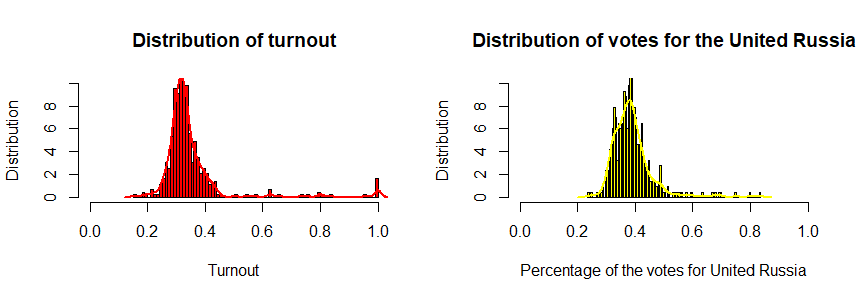 Distribution of turnout
Distribution
8
6
4
2
0
0.0 0.2 0.4 0.6 0.8 1.0
Turnout
Distribution of votes for the United Russia
Distribution
8
6
4
2
0
0.0 0.2 0.4 0.6 0.8 1.0
Percentage of the votes for United Russia